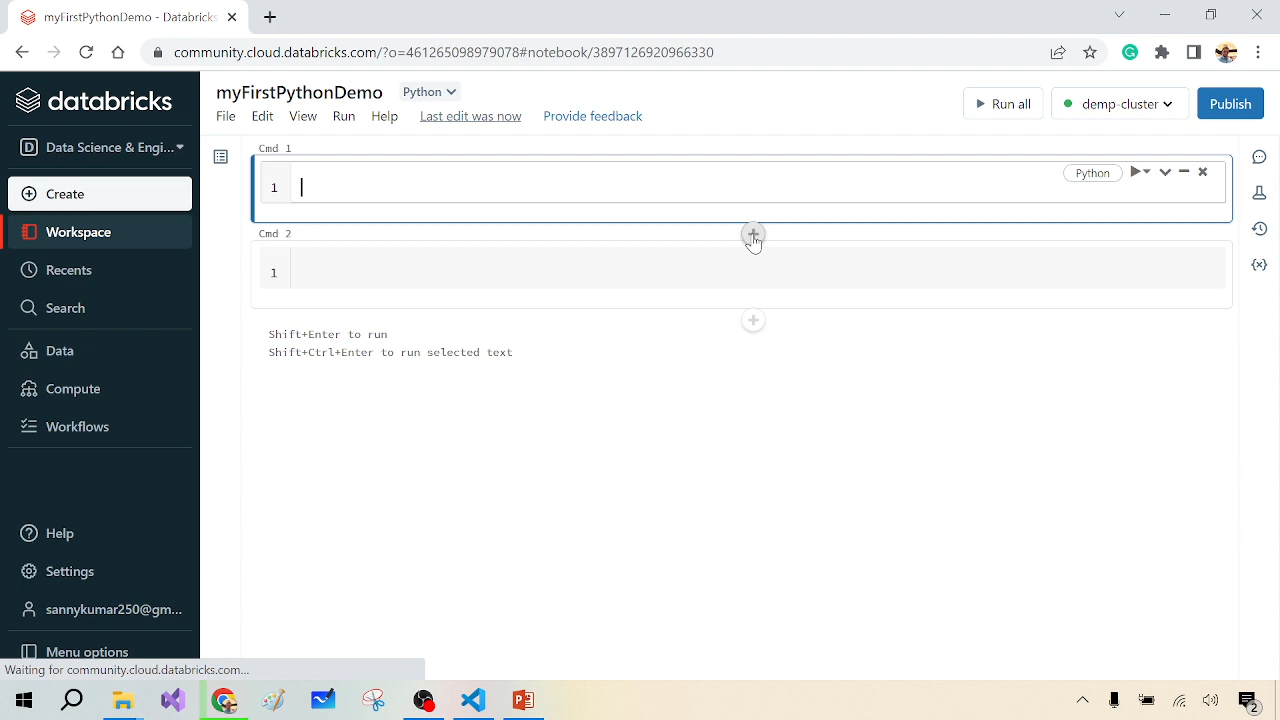 myFirstPythonDemo - Databricks
community.cloud.databricks.com/?o=461265098979078#notebook/3897126920966330
databricks
myFirstPythonDemo
Python
File
Edit
View
Run
Help
Last edit was now
Provide feedback
Run all
demp-cluster
Publish
Data Science & Engi...
Create
Workspace
Recents
Search
Data
Compute
Workflows
Help
Settings
sannykumar250@gm...
Menu options
Cmd 1
1
Python
Cmd 2
1
Shift+Enter to run
Shift+Ctrl+Enter to run selected text
Waiting for community.cloud.databricks.com...
2